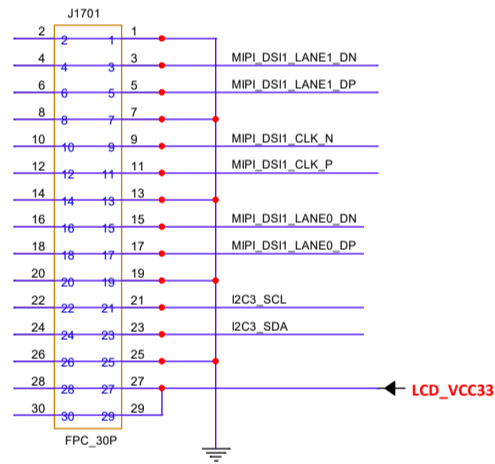 J1701
2 2 1 1
4 4 3 3 MIPI_DSI1_LANE1_DN
6 6 5 5 MIPI_DSI1_LANE1_DP
8 8 7 7
10 10 9 9 MIPI_DSI1_CLK_N
12 12 11 11 MIPI_DSI1_CLK_P
14 14 13 13
16 16 15 15 MIPI_DSI1_LANE0_DN
18 18 17 17 MIPI_DSI1_LANE0_DP
20 20 19 19
22 22 21 21 I2C3_SCL
24 24 23 23 I2C3_SDA
26 26 25 25
28 28 27 27 LCD_VCC33
30 30 29 29
FPC_30P